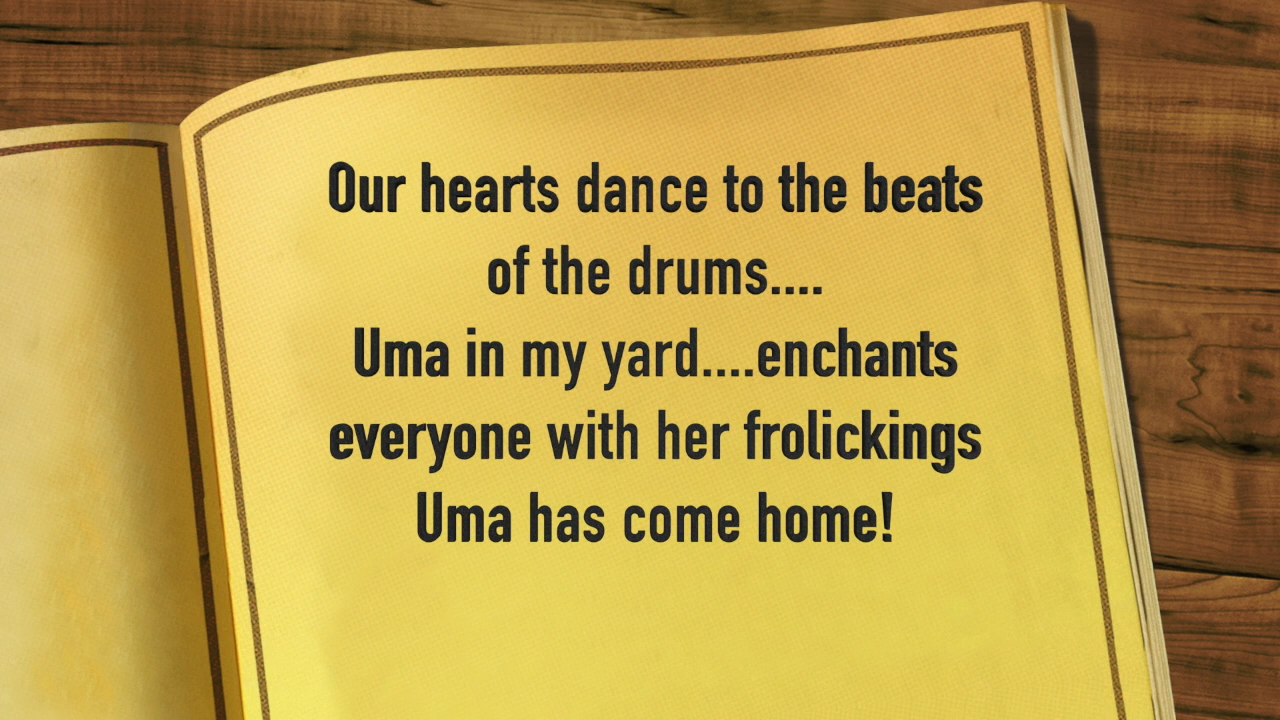 Our hearts dance to the beats
of the drums....
Uma in my yard....enchants
everyone with her frolickings
Uma has come home!